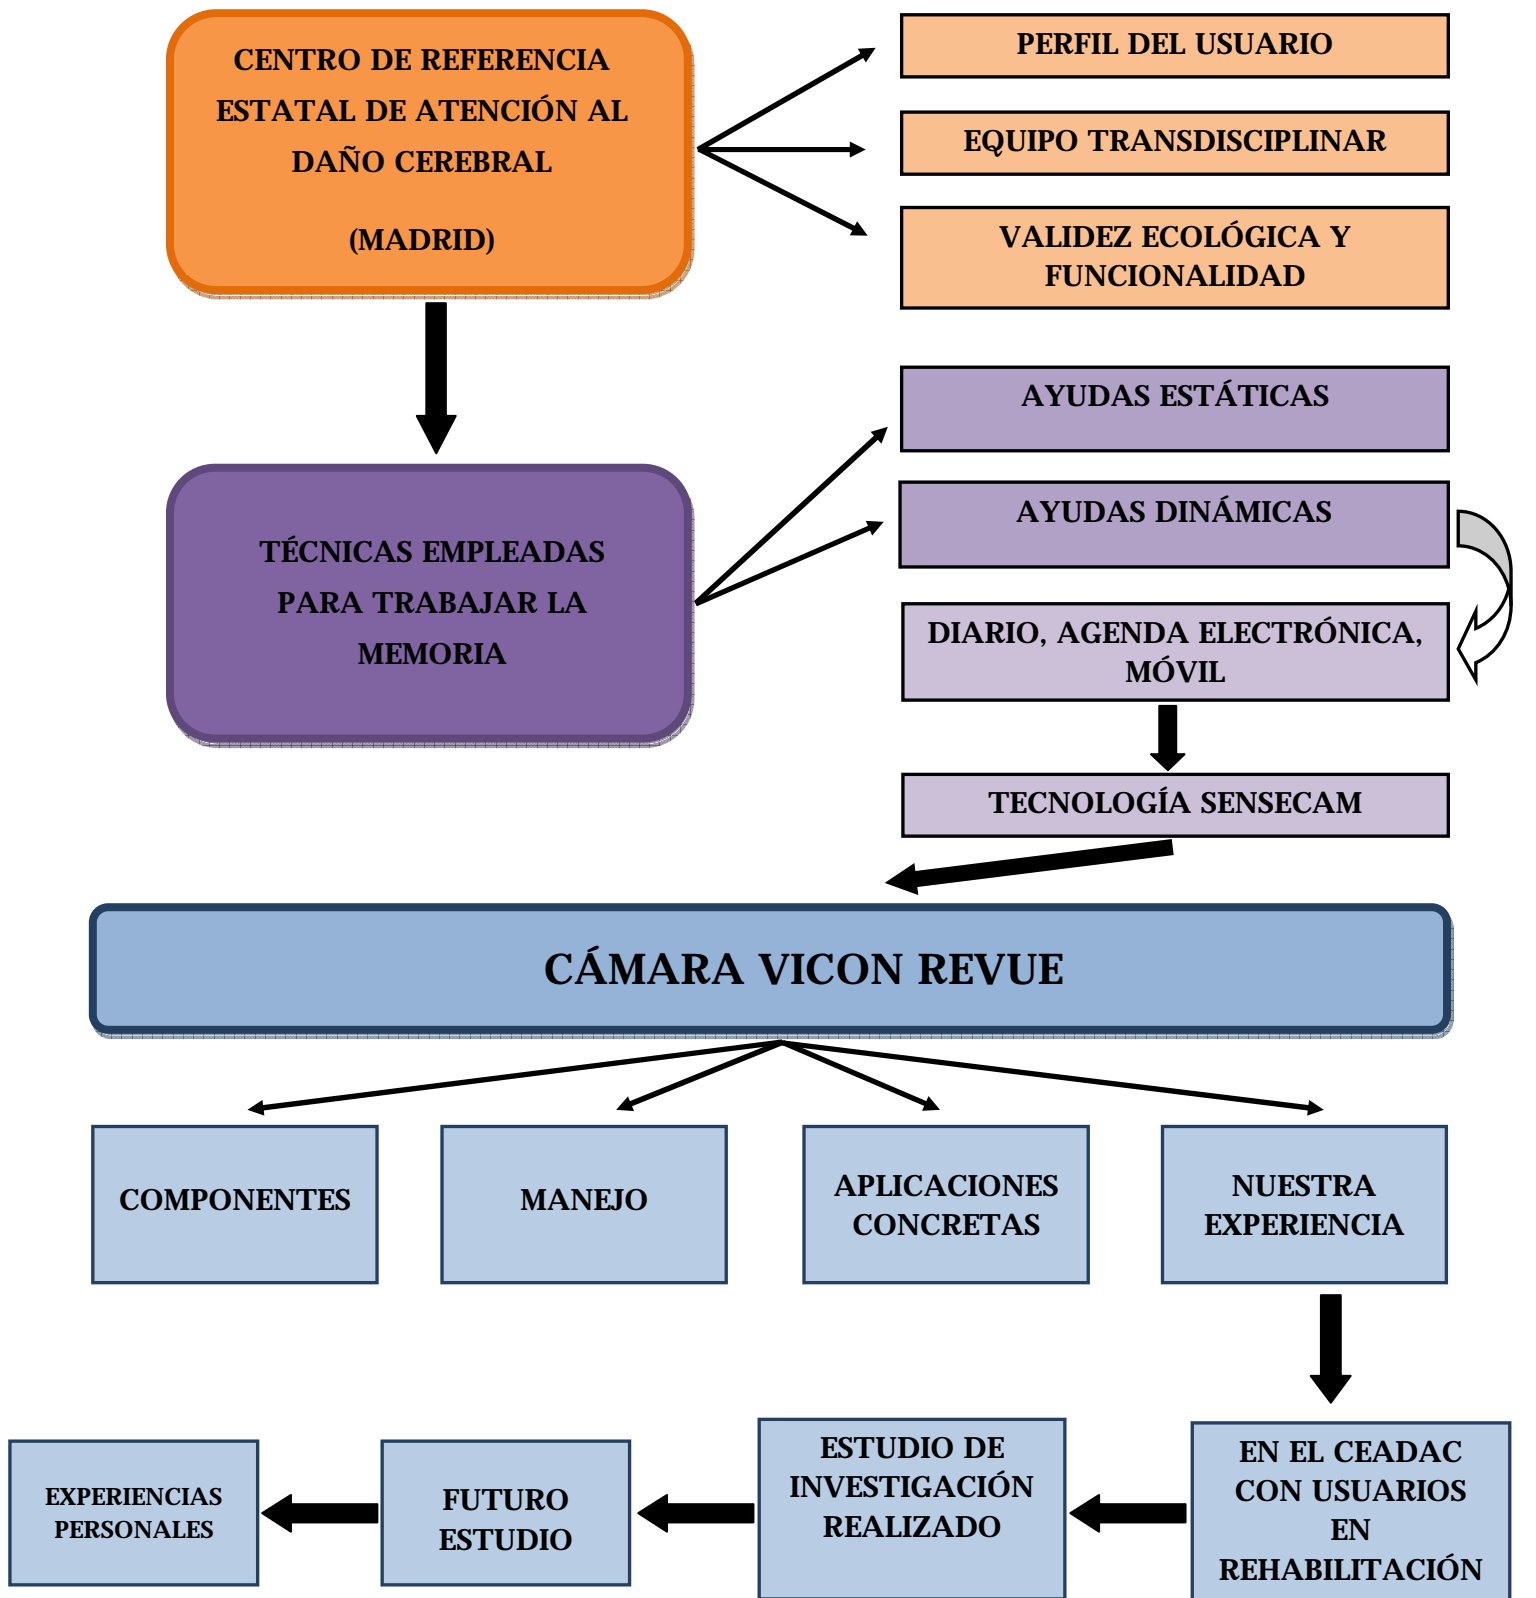 CENTRO DE REFERENCIA
ESTATAL DE ATENCIÓN AL
DAÑO CEREBRAL
(MADRID)
PERFIL DEL USUARIO
EQUIPO TRANSDISCIPLINAR
VALIDEZ ECOLÓGICA Y
FUNCIONALIDAD
TÉCNICAS EMPLEADAS
PARA TRABAJAR LA
MEMORIA
AYUDAS ESTÁTICAS
AYUDAS DINÁMICAS
DIARIO, AGENDA ELECTRÓNICA,
MÓVIL
TECNOLOGÍA SENSECAM
CÁMARA VICON REVUE
COMPONENTES
MANEJO
APLICACIONES
CONCRETAS
NUESTRA
EXPERIENCIA
EN EL CEADAC
CON USUARIOS
EN
REHABILITACIÓN
ESTUDIO DE
INVESTIGACIÓN
REALIZADO
FUTURO
ESTUDIO
EXPERIENCIAS
PERSONALES